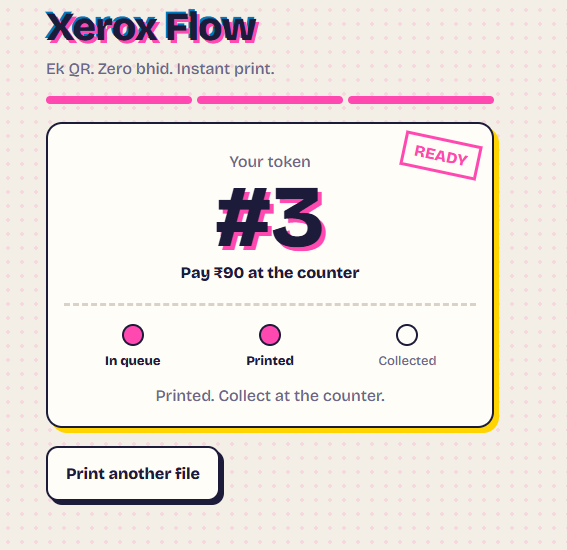 Xerox Flow
Ek QR. Zero bhid. Instant print.
READY
Your token
#3
Pay ₹90 at the counter
In queue
Printed
Collected
Printed. Collect at the counter.
Print another file